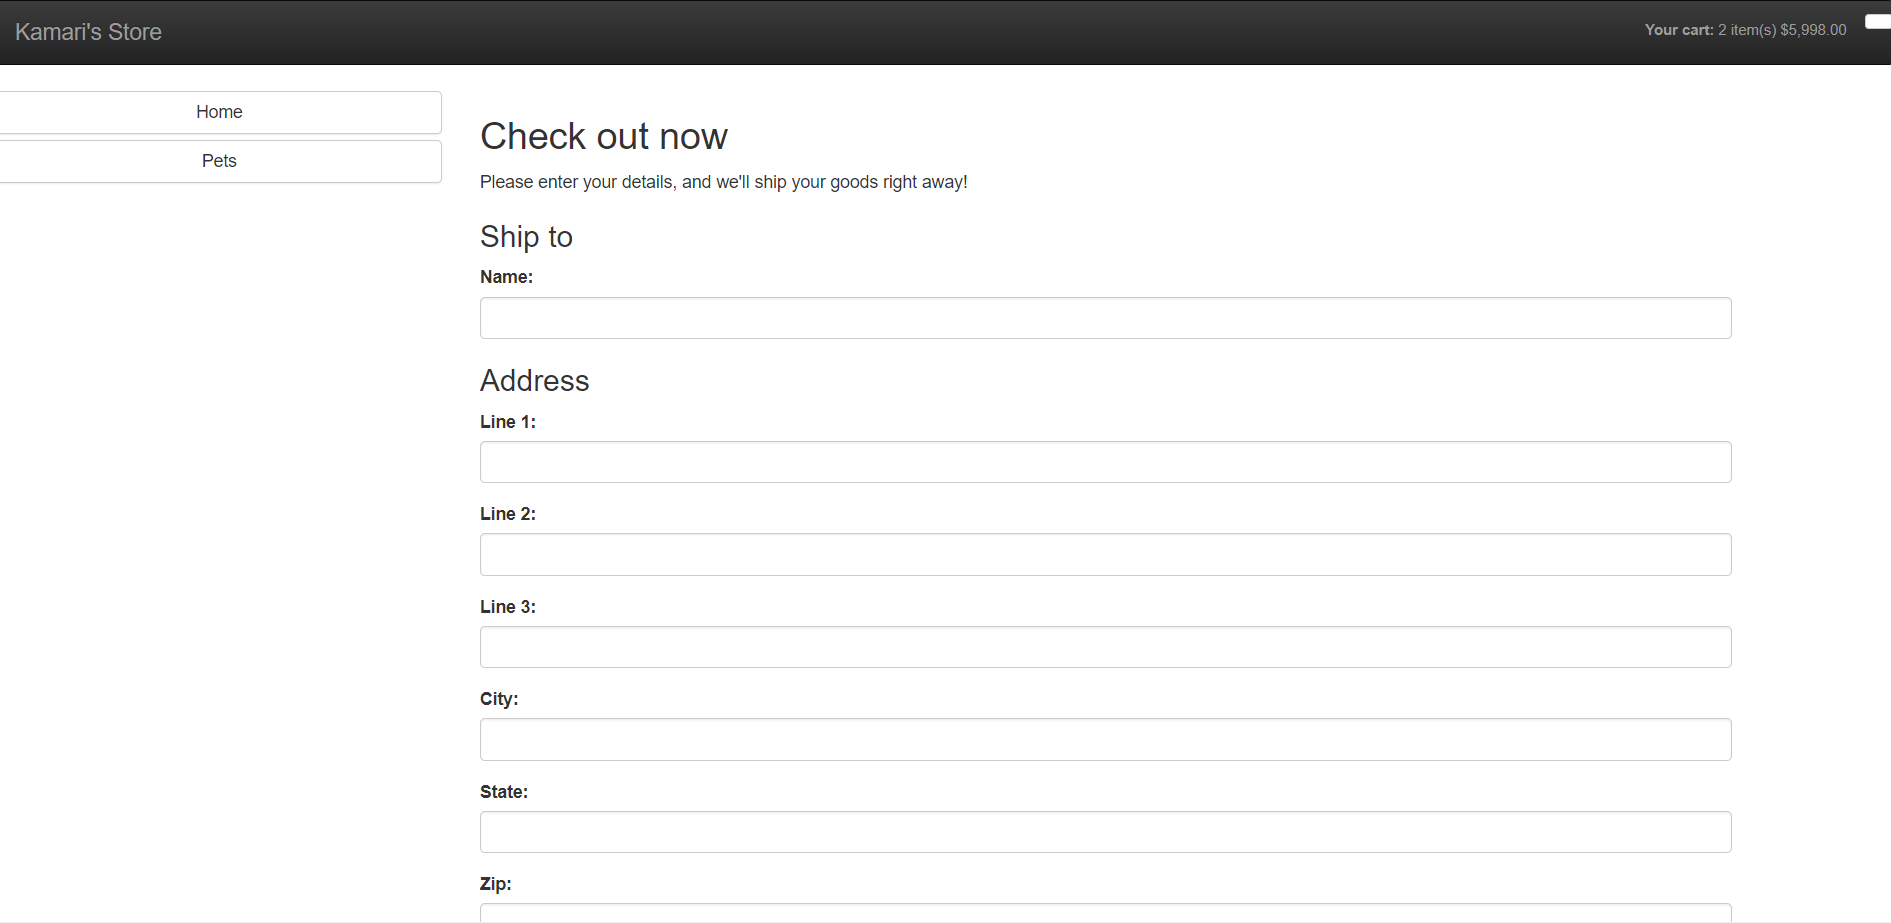 Kamari's Store
Your cart: 2 item(s) $5,998.00
Home
Pets
Check out now
Please enter your details, and we'll ship your goods right away!
Ship to
Name:
Address
Line 1:
Line 2:
Line 3:
City:
State:
Zip: